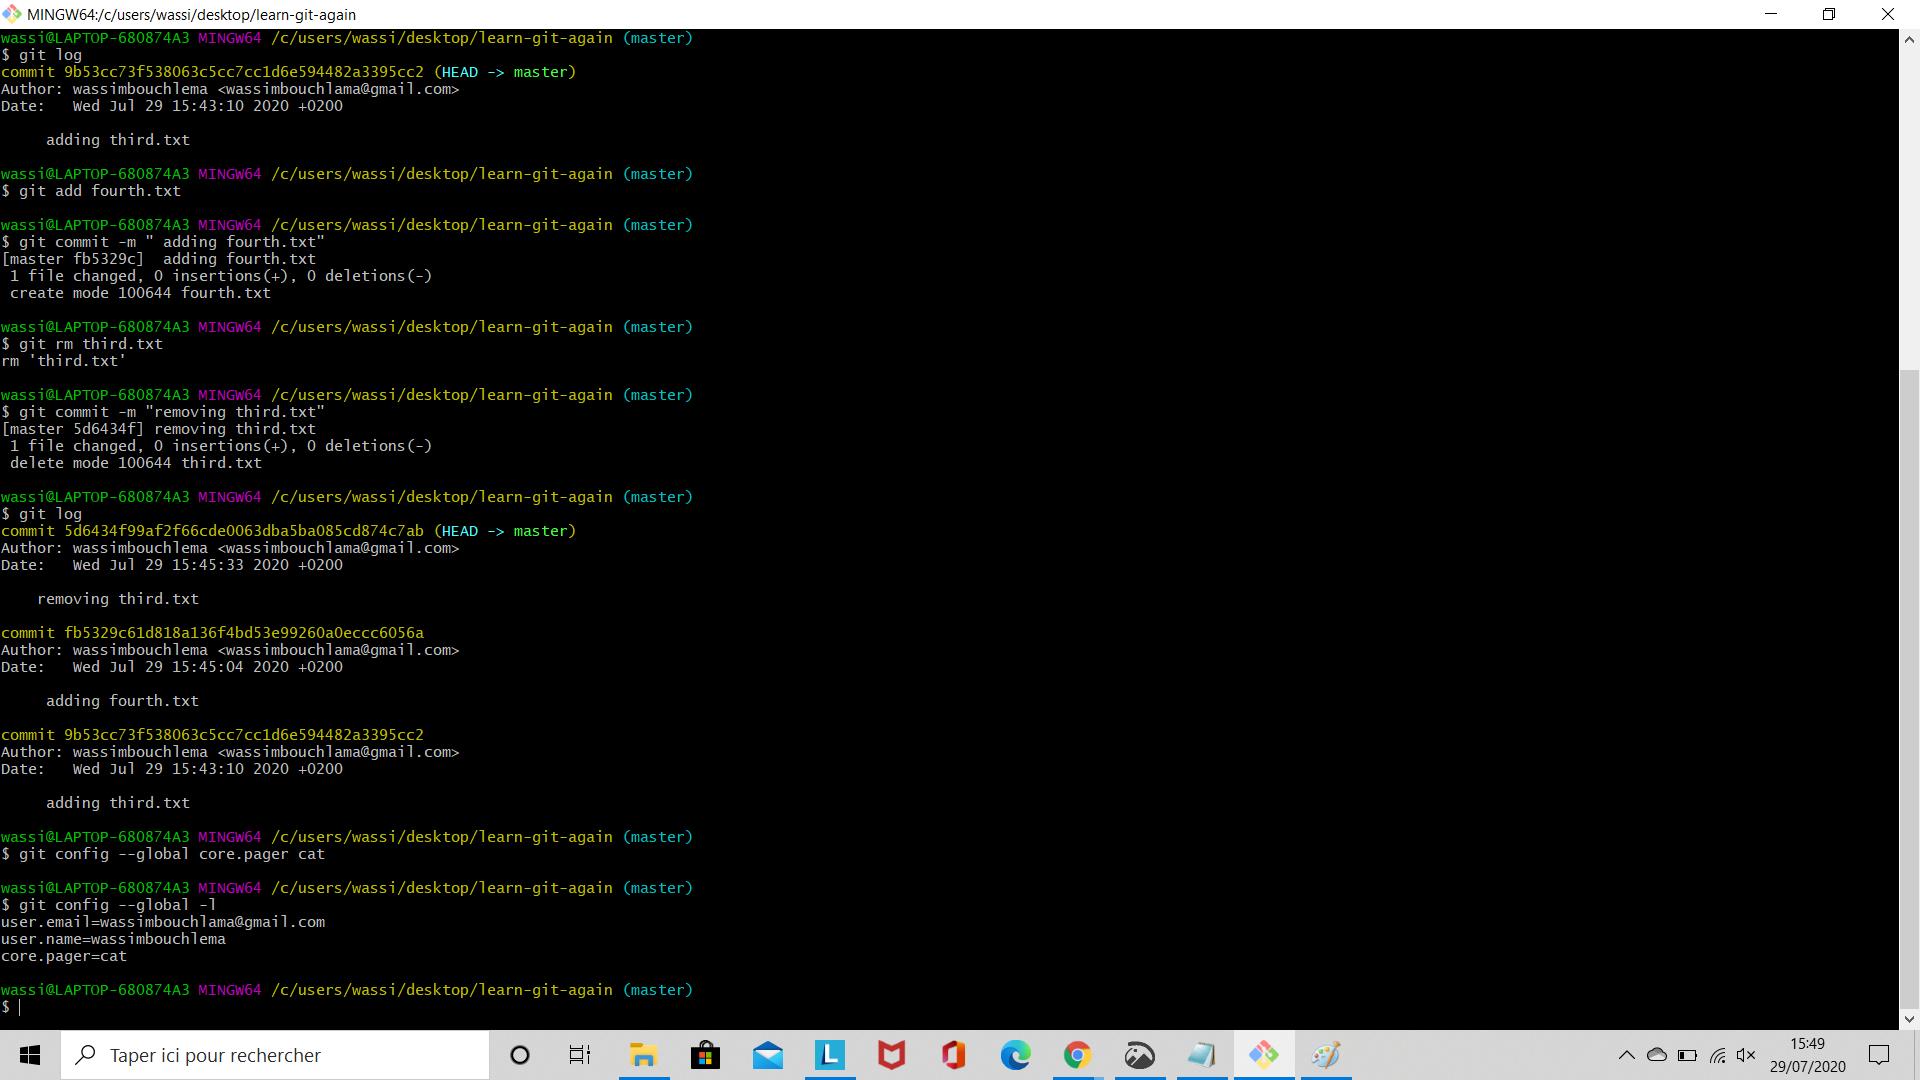 MINGW64:/c/users/wassi/desktop/learn-git-again
wassi@LAPTOP-680874A3 MINGW64 /c/users/wassi/desktop/learn-git-again (master)
$ git log
commit 9b53cc73f538063c5cc7cc1d6e594482a3395cc2 (HEAD -> master)
Author: wassimbouchlema <wassimbouchlama@gmail.com>
Date:   Wed Jul 29 15:43:10 2020 +0200

     adding third.txt

wassi@LAPTOP-680874A3 MINGW64 /c/users/wassi/desktop/learn-git-again (master)
$ git add fourth.txt

wassi@LAPTOP-680874A3 MINGW64 /c/users/wassi/desktop/learn-git-again (master)
$ git commit -m " adding fourth.txt"
[master fb5329c]  adding fourth.txt
 1 file changed, 0 insertions(+), 0 deletions(-)
 create mode 100644 fourth.txt

wassi@LAPTOP-680874A3 MINGW64 /c/users/wassi/desktop/learn-git-again (master)
$ git rm third.txt
rm 'third.txt'

wassi@LAPTOP-680874A3 MINGW64 /c/users/wassi/desktop/learn-git-again (master)
$ git commit -m "removing third.txt"
[master 5d6434f] removing third.txt
 1 file changed, 0 insertions(+), 0 deletions(-)
 delete mode 100644 third.txt

wassi@LAPTOP-680874A3 MINGW64 /c/users/wassi/desktop/learn-git-again (master)
$ git log
commit 5d6434f99af2f66cde0063dba5ba085cd874c7ab (HEAD -> master)
Author: wassimbouchlema <wassimbouchlama@gmail.com>
Date:   Wed Jul 29 15:45:33 2020 +0200

    removing third.txt

commit fb5329c61d818a136f4bd53e99260a0eccc6056a
Author: wassimbouchlema <wassimbouchlama@gmail.com>
Date:   Wed Jul 29 15:45:04 2020 +0200

     adding fourth.txt

commit 9b53cc73f538063c5cc7cc1d6e594482a3395cc2
Author: wassimbouchlema <wassimbouchlama@gmail.com>
Date:   Wed Jul 29 15:43:10 2020 +0200

     adding third.txt

wassi@LAPTOP-680874A3 MINGW64 /c/users/wassi/desktop/learn-git-again (master)
$ git config --global core.pager cat

wassi@LAPTOP-680874A3 MINGW64 /c/users/wassi/desktop/learn-git-again (master)
$ git config --global -l
user.email=wassimbouchlama@gmail.com
user.name=wassimbouchlema
core.pager=cat

wassi@LAPTOP-680874A3 MINGW64 /c/users/wassi/desktop/learn-git-again (master)
$
Taper ici pour rechercher
L
15:49
29/07/2020